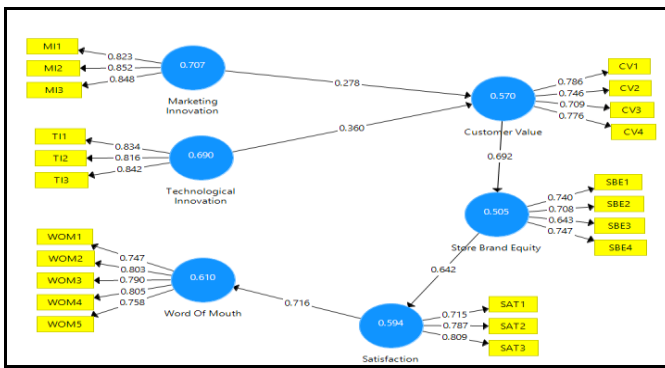 MI1
MI2
MI3
0.823
0.852
0.848
0.707
Marketing
Innovation
0.278
TI1
TI2
TI3
0.834
0.816
0.842
0.690
Technological
Innovation
0.360
0.570
Customer Value
0.786
0.746
0.709
0.776
CV1
CV2
CV3
CV4
0.692
0.505
Store Brand Equity
0.740
0.708
0.643
0.747
SBE1
SBE2
SBE3
SBE4
0.642
WOM1
WOM2
WOM3
WOM4
WOM5
0.747
0.803
0.790
0.805
0.758
0.610
Word Of Mouth
0.716
0.594
Satisfaction
0.715
0.787
0.809
SAT1
SAT2
SAT3